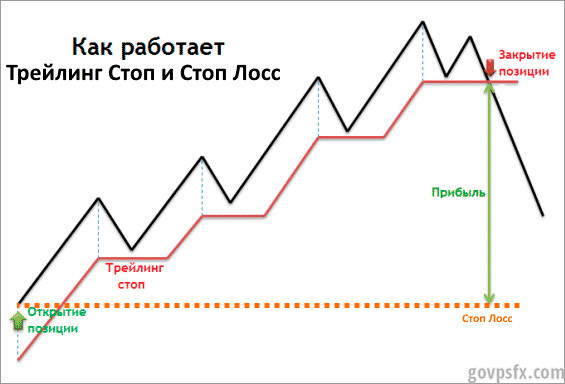 Как работает
Трейлинг Стоп и Стоп Лосс
Закрытие
позиции
Прибыль
Трейлинг
стоп
Открытие
позиции
Стоп Лосс
govpsfx.com